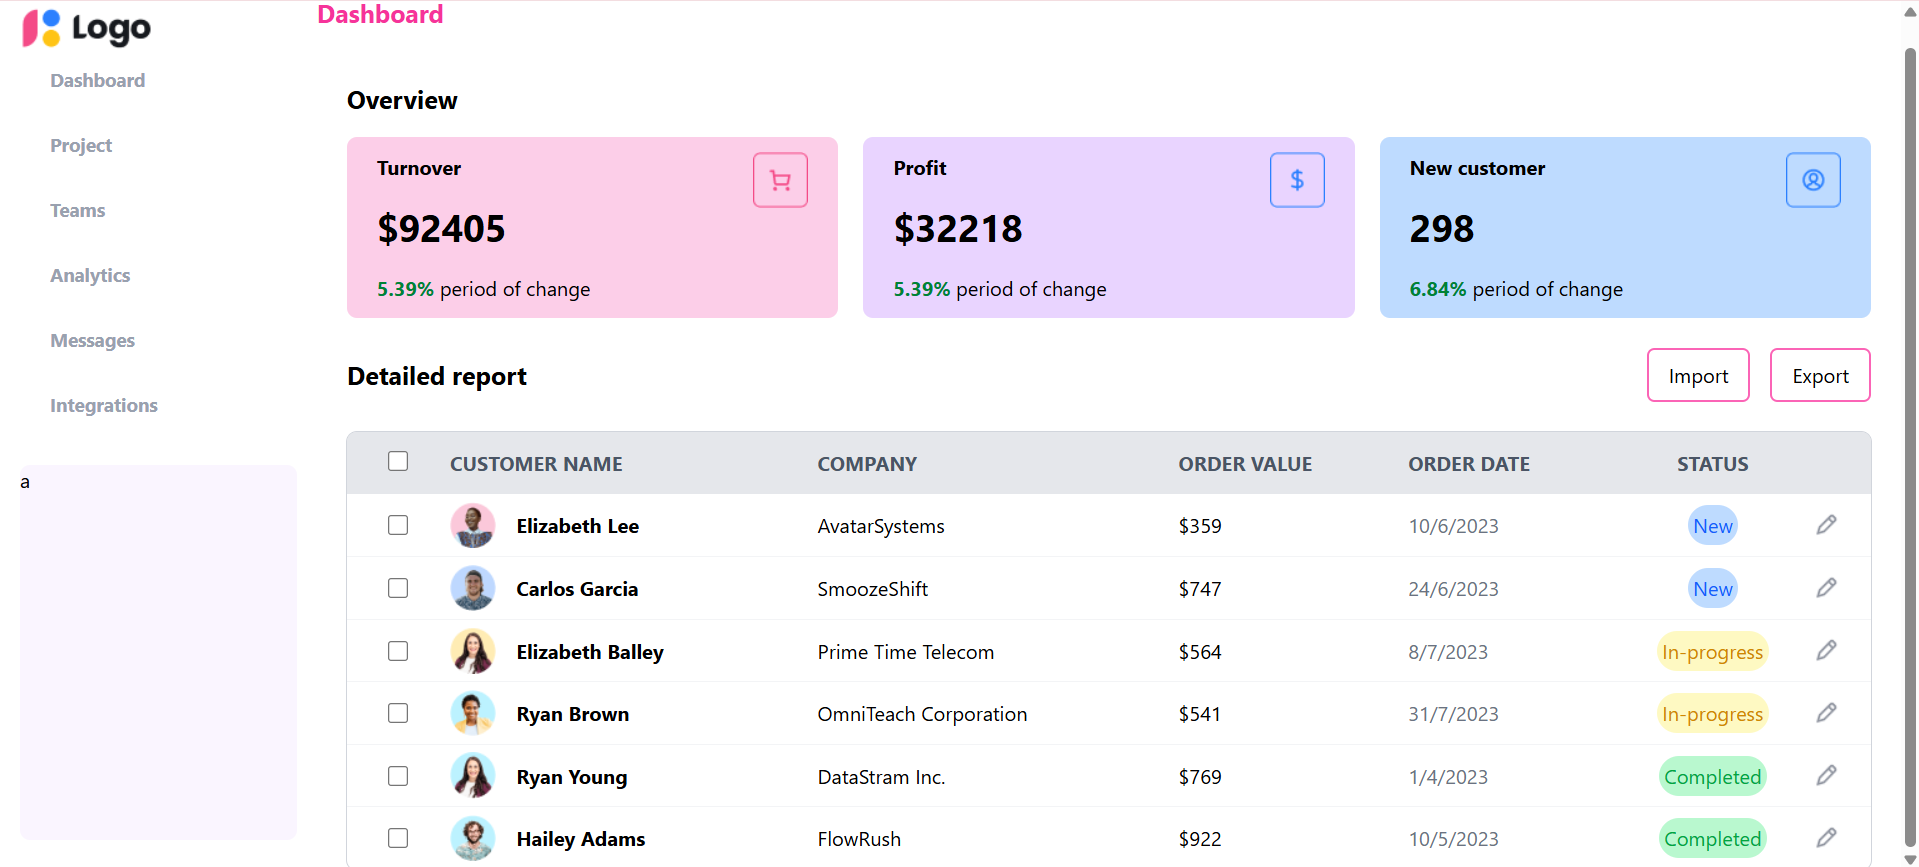 Logo
Dashboard
Dashboard
Project
Teams
Analytics
Messages
Integrations
a
Overview
Turnover
$92405
5.39% period of change
Profit
$
$32218
5.39% period of change
New customer
298
6.84% period of change
Detailed report
Import
Export
CUSTOMER NAME COMPANY ORDER VALUE ORDER DATE STATUS
Elizabeth Lee AvatarSystems $359 10/6/2023 New
Carlos Garcia SmoozeShift $747 24/6/2023 New
Elizabeth Balley Prime Time Telecom $564 8/7/2023 In-progress
Ryan Brown OmniTeach Corporation $541 31/7/2023 In-progress
Ryan Young DataStram Inc. $769 1/4/2023 Completed
Hailey Adams FlowRush $922 10/5/2023 Completed